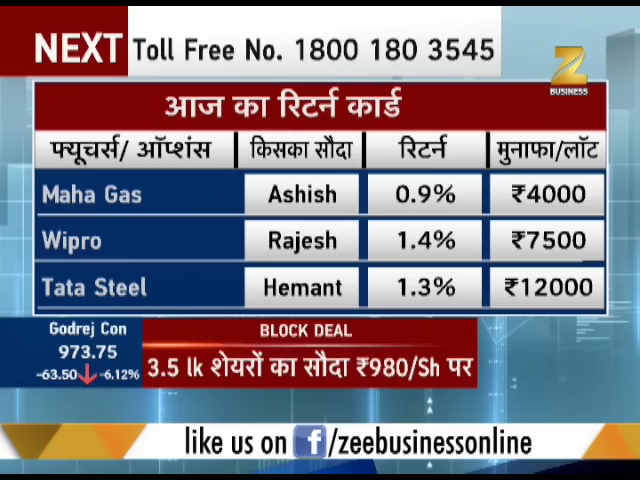 NEXT Toll Free No. 1800 180 3545
Z
BUSINESS
आज का रिटर्न कार्ड
फ्यूचर्स/ ऑप्शंस किसका सौदा रिटर्न मुनाफा/लॉट
Maha Gas Ashish 0.9% ₹4000
Wipro Rajesh 1.4% ₹7500
Tata Steel Hemant 1.3% ₹12000
Godrej Con
973.75
-63.50 -6.12%
BLOCK DEAL
3.5 lk शेयरों का सौदा ₹980/Sh पर
like us on f/zeebusinessonline